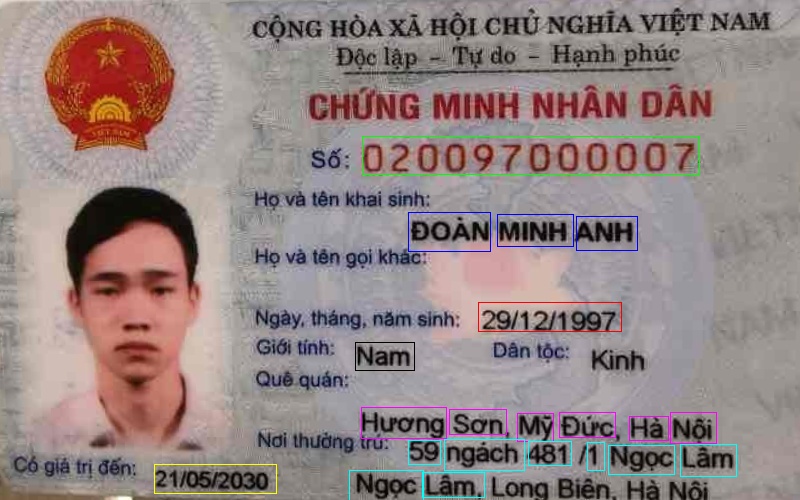 CỘNG HÒA XÃ HỘI CHỦ NGHĨA VIỆT NAM
Độc lập - Tự do - Hạnh phúc
CHỨNG MINH NHÂN DÂN
Số: 020097000007
Họ và tên khai sinh:
ĐOÀN MINH ANH
Họ và tên gọi khác:
Ngày, tháng, năm sinh: 29/12/1997
Giới tính: Nam Dân tộc: Kinh
Quê quán:
Hương Sơn, Mỹ Đức, Hà Nội
Nơi thường trú: 59 ngách 481 /1 Ngọc Lâm
Ngọc Lâm, Long Biên, Hà Nội
Có giá trị đến: 21/05/2030
VIỆT NAM